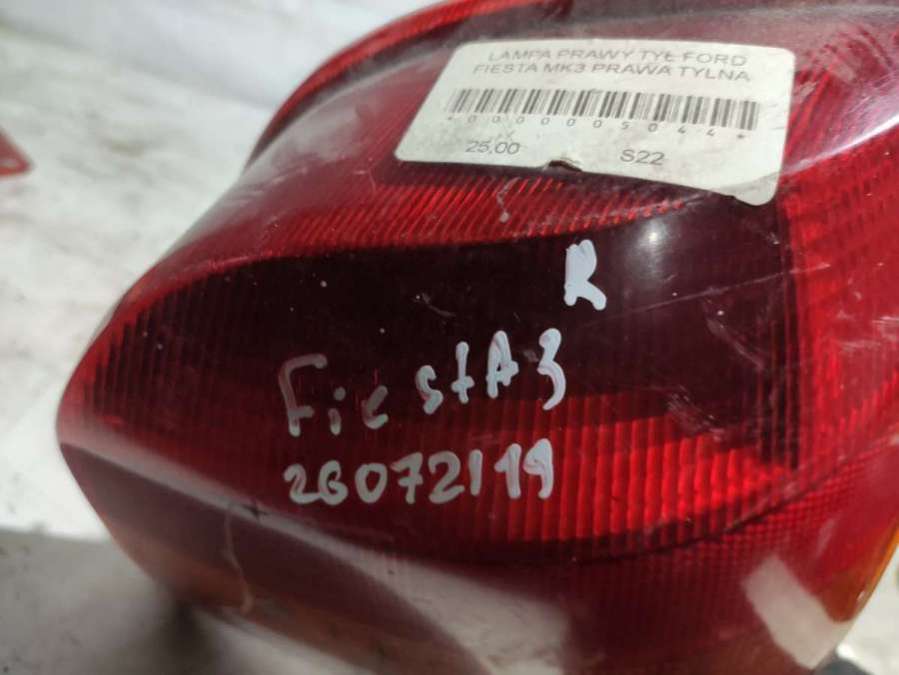 LAMPA PRAWY TYŁ FORD
FIESTA MK3 PRAWA TYLNA
*0000005044*
25,00 S22
R
FiestA3
26072119